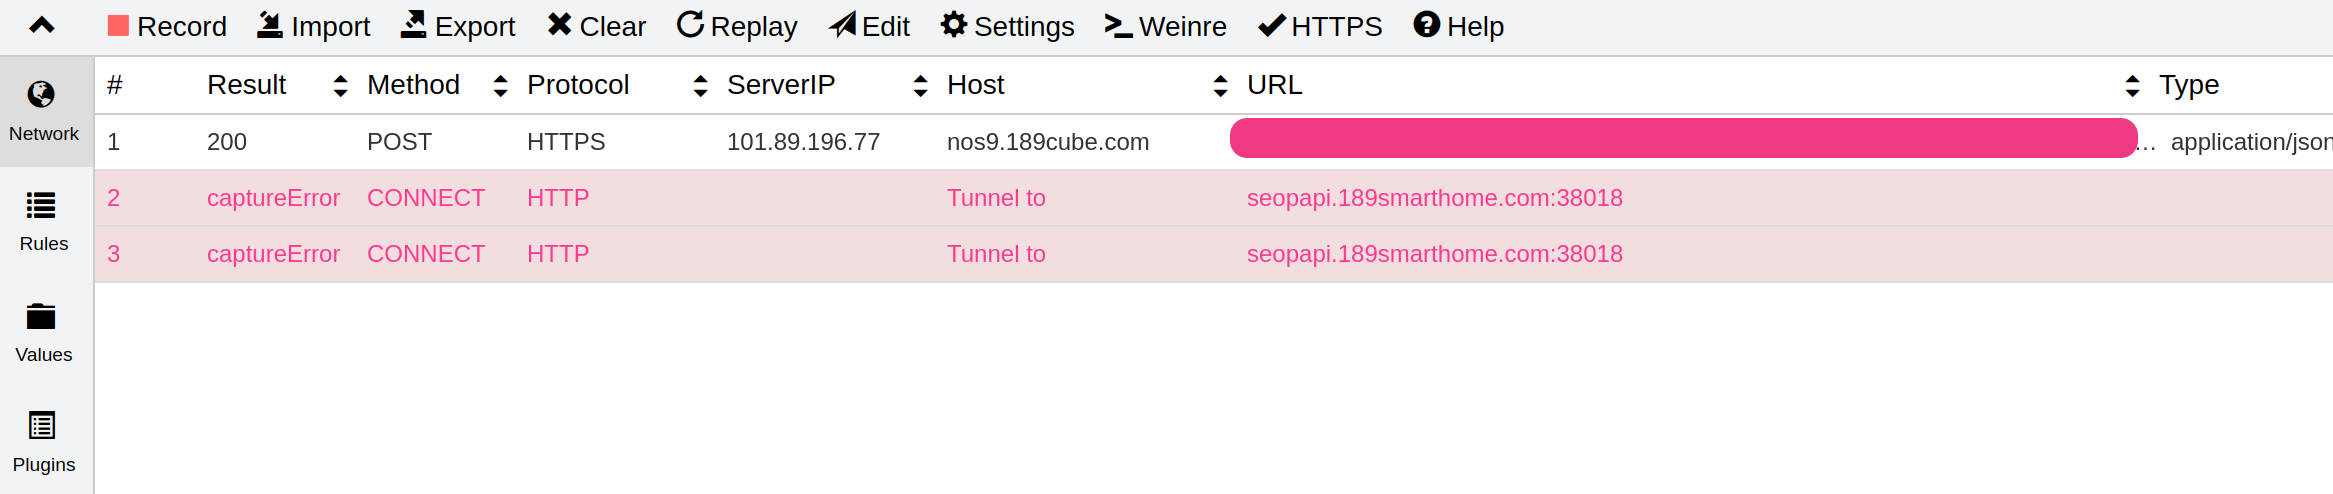 Record Import Export Clear Replay Edit Settings Weinre HTTPS Help
Network
Rules
Values
Plugins
# Result Method Protocol ServerIP Host URL Type
1 200 POST HTTPS 101.89.196.77 nos9.189cube.com ... application/json
2 captureError CONNECT HTTP Tunnel to seopapi.189smarthome.com:38018
3 captureError CONNECT HTTP Tunnel to seopapi.189smarthome.com:38018